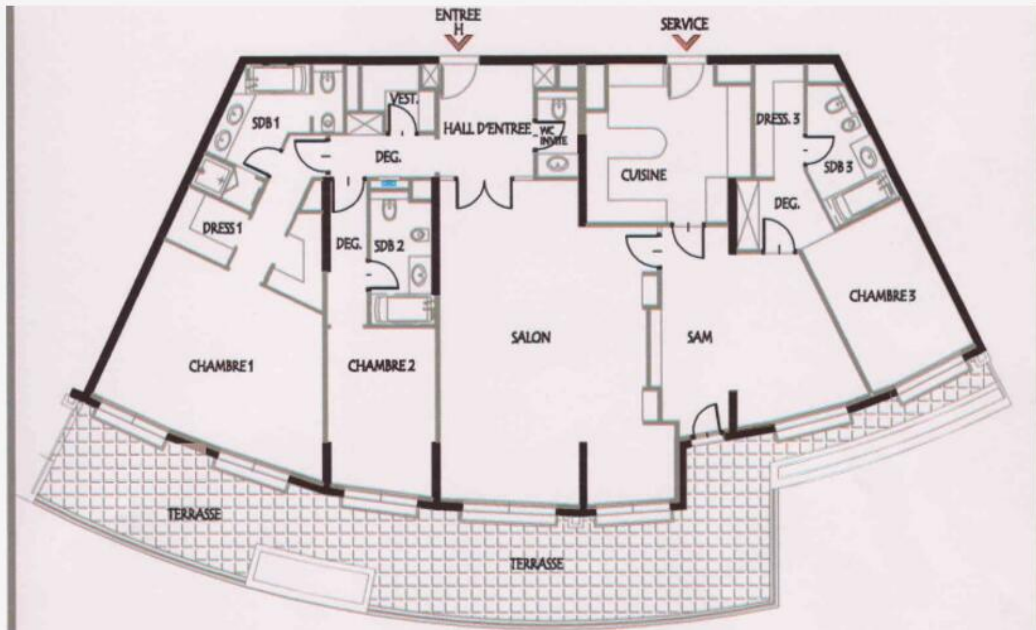 ENTREE
H
SERVICE
SDB 1
VEST.
HALL D'ENTREE
WC
INVITE
DRESS. 3
SDB 3
DEG.
CUISINE
DRESS 1
DEG.
SDB 2
DEG.
CHAMBRE 3
SALON
SAM
CHAMBRE 1
CHAMBRE 2
TERRASSE
TERRASSE